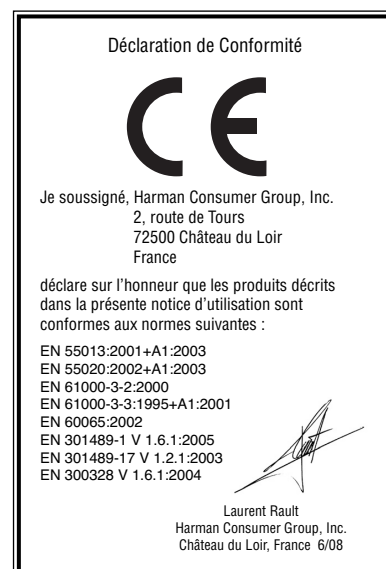 Déclaration de Conformité
CE
Je soussigné, Harman Consumer Group, Inc.
2, route de Tours
72500 Château du Loir
France
déclare sur l'honneur que les produits décrits
dans la présente notice d'utilisation sont
conformes aux normes suivantes :
EN 55013:2001+A1:2003
EN 55020:2002+A1:2003
EN 61000-3-2:2000
EN 61000-3-3:1995+A1:2001
EN 60065:2002
EN 301489-1 V 1.6.1:2005
EN 301489-17 V 1.2.1:2003
EN 300328 V 1.6.1:2004
Laurent Rault
Harman Consumer Group, Inc.
Château du Loir, France 6/08